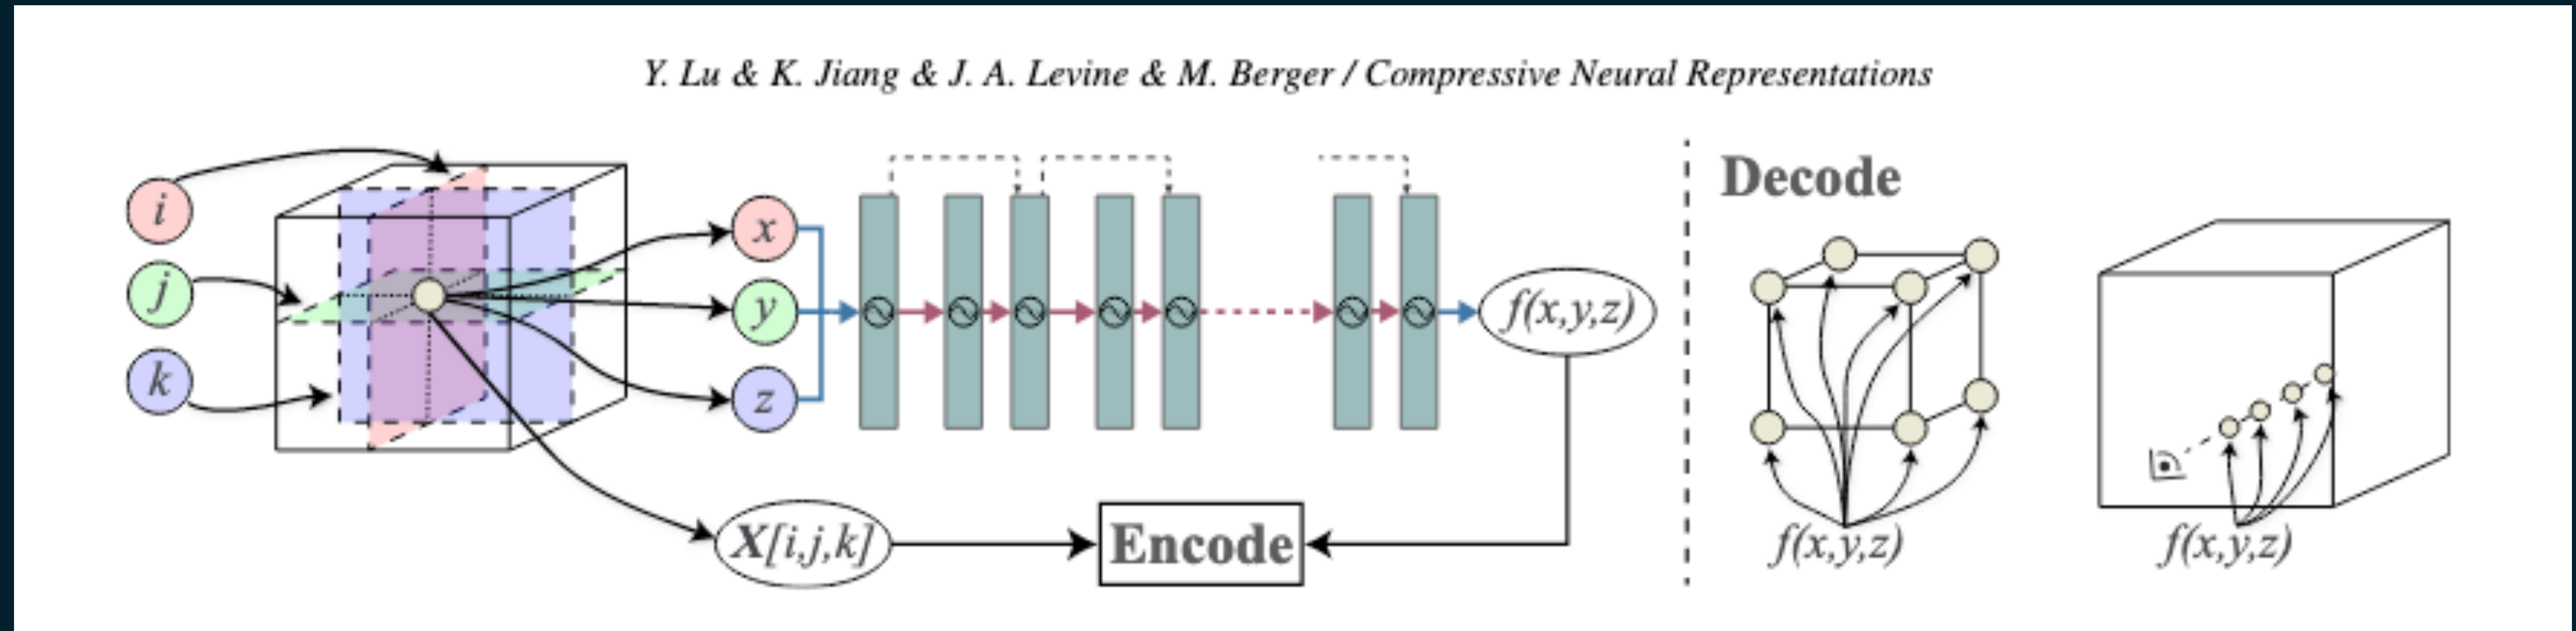 Y. Lu & K. Jiang & J. A. Levine & M. Berger / Compressive Neural Representations
i
j
k
x
y
z
f(x,y,z)
X[i,j,k]
Encode
Decode
f(x,y,z)
f(x,y,z)